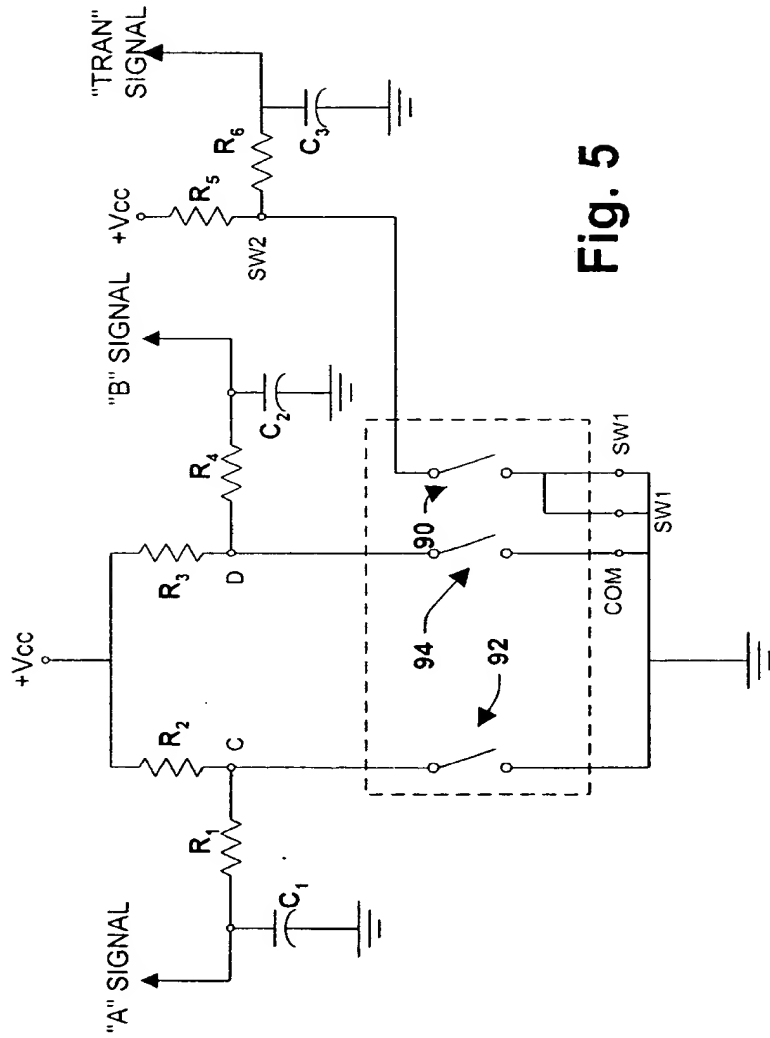 +Vcc
"A" SIGNAL
R1
C1
R2
C
R3
D
"B" SIGNAL
R4
C2
+Vcc
R5
SW2
R6
"TRAN"
SIGNAL
C3
92
94
90
COM
SW1
SW1
Fig. 5